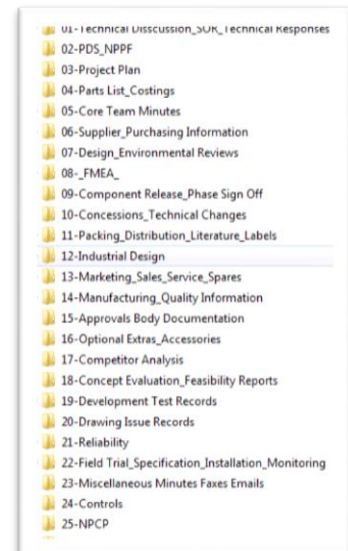 01-Technical Disscussion_SOR_Technical Responses
02-PDS_NPPF
03-Project Plan
04-Parts List_Costings
05-Core Team Minutes
06-Supplier_Purchasing Information
07-Design_Environmental Reviews
08-_FMEA_
09-Component Release_Phase Sign Off
10-Concessions_Technical Changes
11-Packing_Distribution_Literature_Labels
12-Industrial Design
13-Marketing_Sales_Service_Spares
14-Manufacturing_Quality Information
15-Approvals Body Documentation
16-Optional Extras_Accessories
17-Competitor Analysis
18-Concept Evaluation_Feasibility Reports
19-Development Test Records
20-Drawing Issue Records
21-Reliability
22-Field Trial_Specification_Installation_Monitoring
23-Miscellaneous Minutes Faxes Emails
24-Controls
25-NPCP